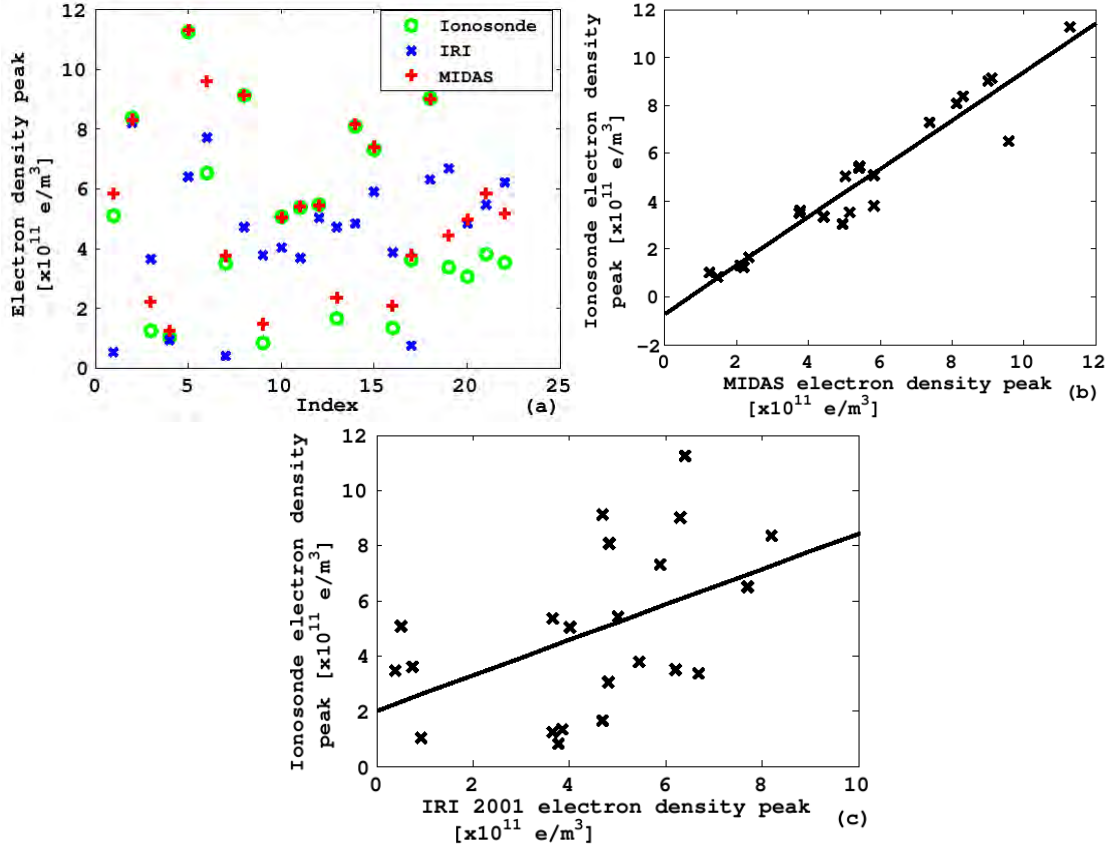 Electron density peak
[x10^11 e/m^3]
12
10
8
6
4
2
0
0
5
10
15
20
25
Index
(a)
Ionosonde
IRI
MIDAS
Ionosonde electron density
peak [x10^11 e/m^3]
12
10
8
6
4
2
0
−2
0
2
4
6
8
10
12
MIDAS electron density peak
[x10^11 e/m^3]
(b)
Ionosonde electron density
peak [x10^11 e/m^3]
12
10
8
6
4
2
0
0
2
4
6
8
10
IRI 2001 electron density peak
[x10^11 e/m^3]
(c)